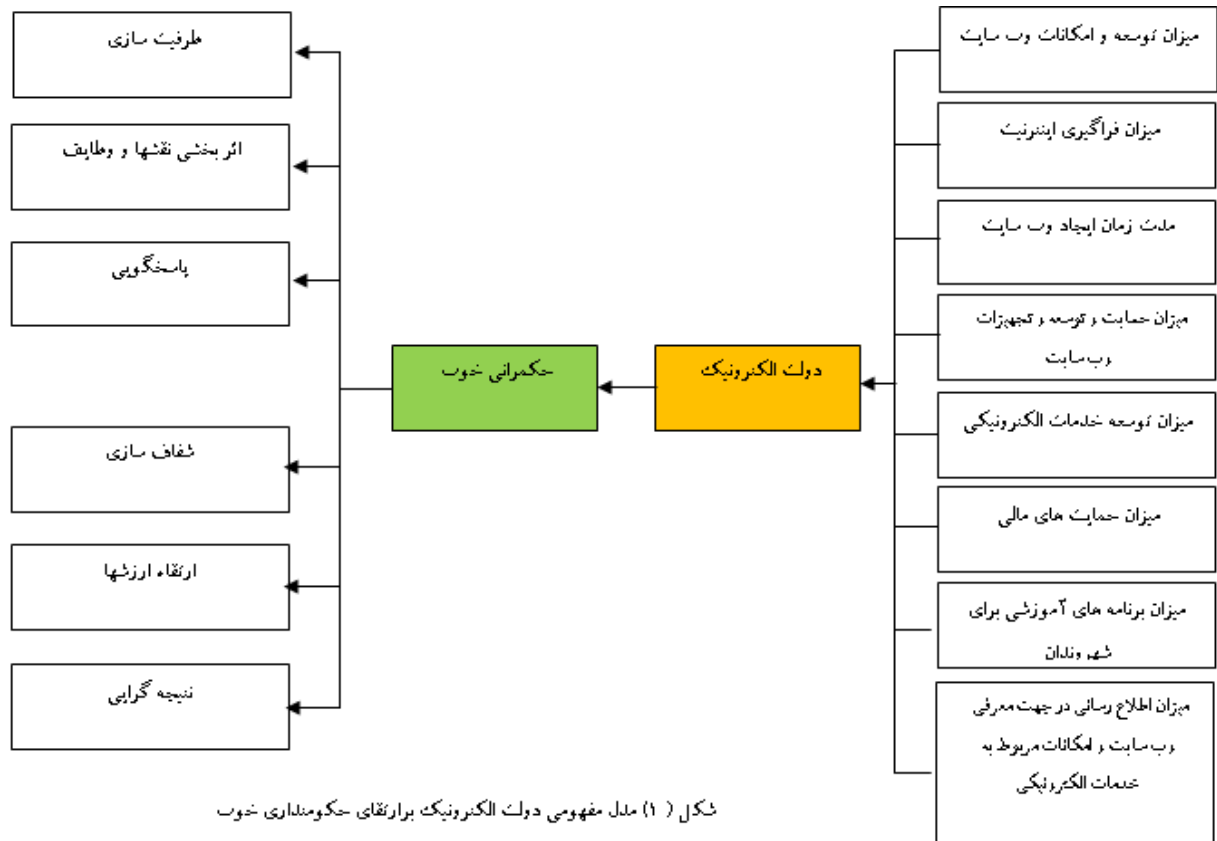 میزان توسعه و امکانات وب سایت
میزان فراگیری اینترنیت
مدت زمان ایجاد وب سایت
میزان حمایت و توسعه و تجهیزات
وب سایت
میزان توسعه خدمات الکترونیکی
میزان حمایت های مالی
میزان برنامه های آموزشی برای
شهروندان
میزان اطلاع رسانی در جهت معرفی
وب سایت و امکانات مربوط به
خدمات الکترونیکی
دولت الکترونیک
حکمرانی خوب
ظرفیت سازی
اثر بخشی نقشها و وظایف
پاسخگویی
شفاف سازی
ارتقاء ارزشها
نتیجه گرایی
شکل ( ۱) مدل مفهومی دولت الکترونیک برارتقای حکومتداری خوب